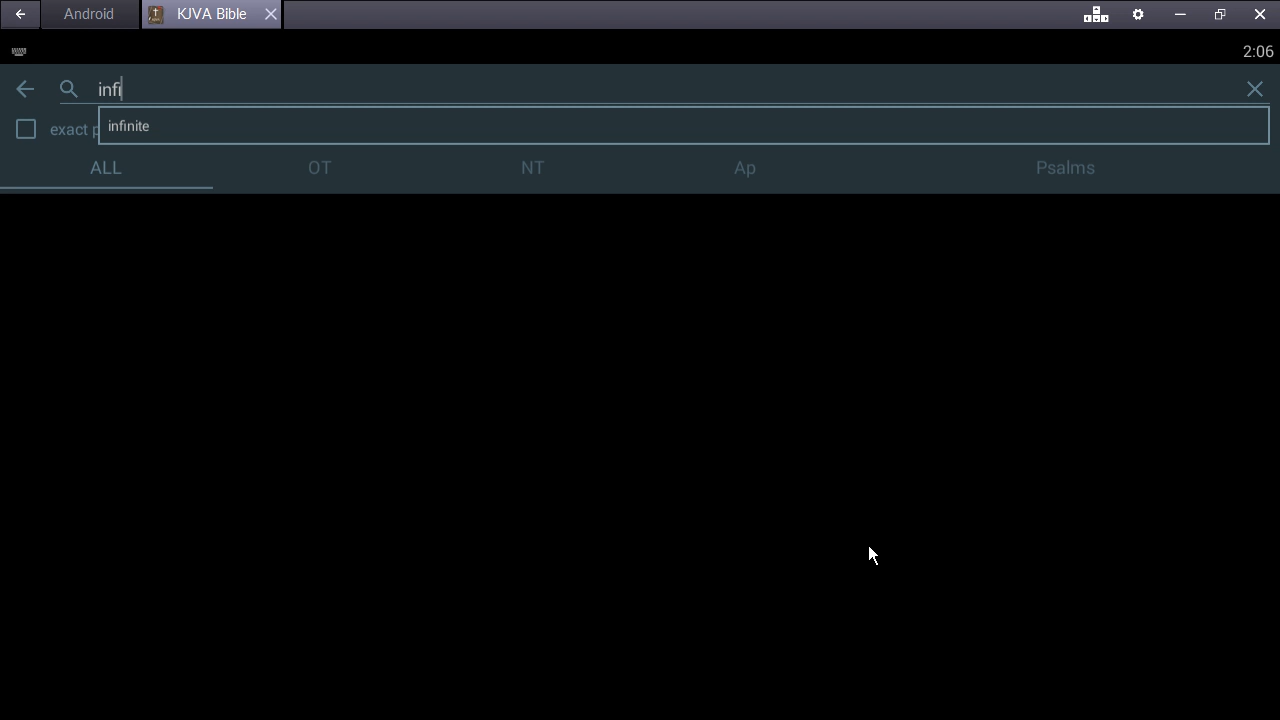 Android
KJVA Bible
2:06
infi
infinite
exact p
ALL
OT
NT
Ap
Psalms